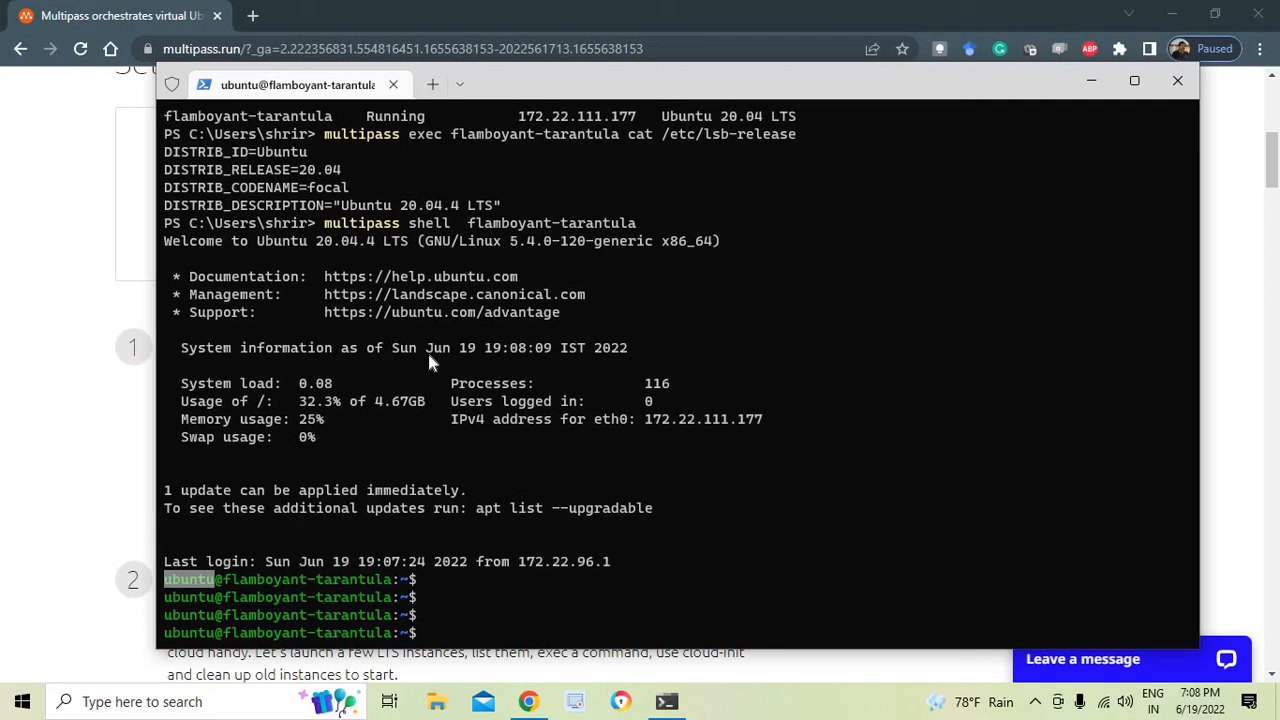 Multipass orchestrates virtual Ub
multipass.run/?_ga=2.222356831.554816451.1655638153-2022561713.1655638153
ABP
Paused
ubuntu@flamboyant-tarantula
flamboyant-tarantula    Running    172.22.111.177    Ubuntu 20.04 LTS
PS C:\Users\shrir> multipass exec flamboyant-tarantula cat /etc/lsb-release
DISTRIB_ID=Ubuntu
DISTRIB_RELEASE=20.04
DISTRIB_CODENAME=focal
DISTRIB_DESCRIPTION="Ubuntu 20.04.4 LTS"
PS C:\Users\shrir> multipass shell  flamboyant-tarantula
Welcome to Ubuntu 20.04.4 LTS (GNU/Linux 5.4.0-120-generic x86_64)
* Documentation:  https://help.ubuntu.com
* Management:     https://landscape.canonical.com
* Support:        https://ubuntu.com/advantage
1
System information as of Sun Jun 19 19:08:09 IST 2022
System load:  0.08    Processes:    116
Usage of /:   32.3% of 4.67GB    Users logged in:    0
Memory usage: 25%    IPv4 address for eth0: 172.22.111.177
Swap usage:   0%
1 update can be applied immediately.
To see these additional updates run: apt list --upgradable
Last login: Sun Jun 19 19:07:24 2022 from 172.22.96.1
2
ubuntu@flamboyant-tarantula:~$
ubuntu@flamboyant-tarantula:~$
ubuntu@flamboyant-tarantula:~$
ubuntu@flamboyant-tarantula:~$
cloud handy. Let's launch a few LTS instances, list them, exec a command, use cloud-init
and clean up old instances to start.
Leave a message
Type here to search
78°F Rain
ENG
IN
7:08 PM
6/19/2022